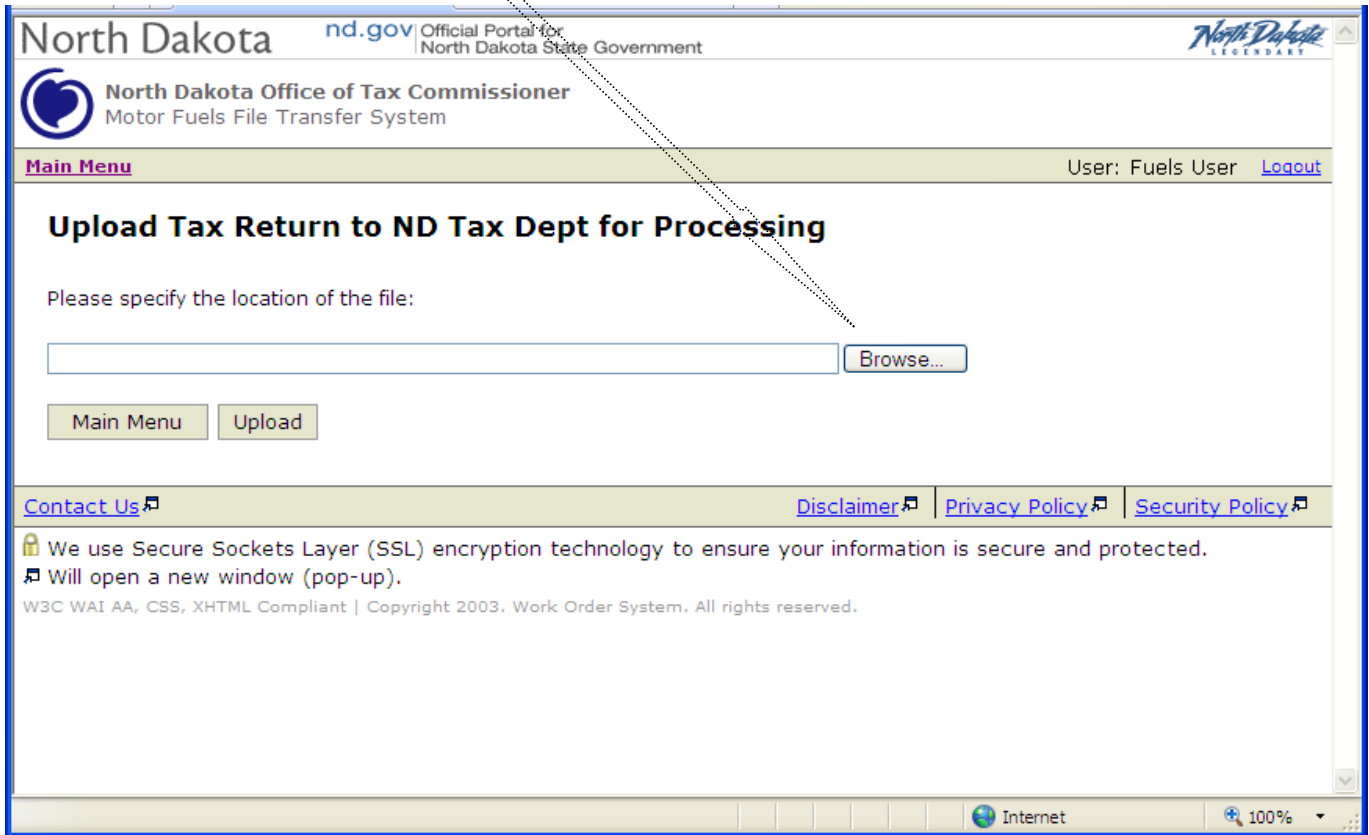 North Dakota nd.gov Official Portal for
North Dakota State Government
North Dakota
LEGENDARY
North Dakota Office of Tax Commissioner
Motor Fuels File Transfer System
Main Menu User: Fuels User Logout
Upload Tax Return to ND Tax Dept for Processing
Please specify the location of the file:
Browse...
Main Menu Upload
Contact Us Disclaimer Privacy Policy Security Policy
We use Secure Sockets Layer (SSL) encryption technology to ensure your information is secure and protected.
Will open a new window (pop-up).
W3C WAI AA, CSS, XHTML Compliant | Copyright 2003. Work Order System. All rights reserved.
Internet 100%